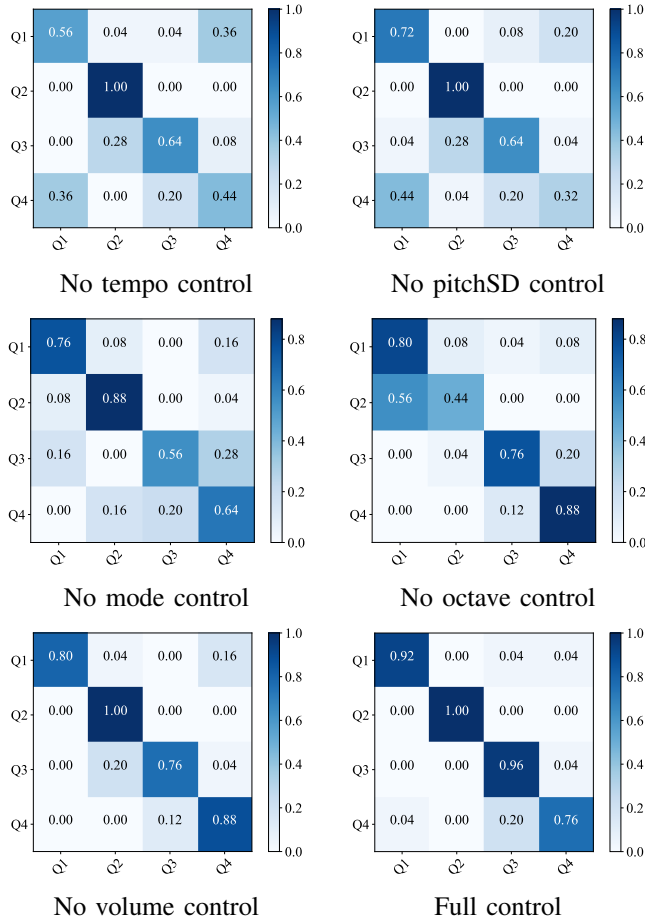 1.0
Q1 0.56 0.04 0.04 0.36
0.8
Q2 0.00 1.00 0.00 0.00
0.6
0.4
Q3 0.00 0.28 0.64 0.08
0.2
Q4 0.36 0.00 0.20 0.44
0.0
Q1 Q2 Q3 Q4
No tempo control
1.0
Q1 0.72 0.00 0.08 0.20
0.8
Q2 0.00 1.00 0.00 0.00
0.6
0.4
Q3 0.04 0.28 0.64 0.04
0.2
Q4 0.44 0.04 0.20 0.32
0.0
Q1 Q2 Q3 Q4
No pitchSD control
Q1 0.76 0.08 0.00 0.16
0.8
Q2 0.08 0.88 0.00 0.04
0.6
0.4
Q3 0.16 0.00 0.56 0.28
0.2
Q4 0.00 0.16 0.20 0.64
0.0
Q1 Q2 Q3 Q4
No mode control
Q1 0.80 0.08 0.04 0.08
0.8
Q2 0.56 0.44 0.00 0.00
0.6
0.4
Q3 0.00 0.04 0.76 0.20
0.2
Q4 0.00 0.00 0.12 0.88
0.0
Q1 Q2 Q3 Q4
No octave control
1.0
Q1 0.80 0.04 0.00 0.16
0.8
Q2 0.00 1.00 0.00 0.00
0.6
0.4
Q3 0.00 0.20 0.76 0.04
0.2
Q4 0.00 0.00 0.12 0.88
0.0
Q1 Q2 Q3 Q4
No volume control
1.0
Q1 0.92 0.00 0.04 0.04
0.8
Q2 0.00 1.00 0.00 0.00
0.6
0.4
Q3 0.00 0.00 0.96 0.04
0.2
Q4 0.04 0.00 0.20 0.76
0.0
Q1 Q2 Q3 Q4
Full control